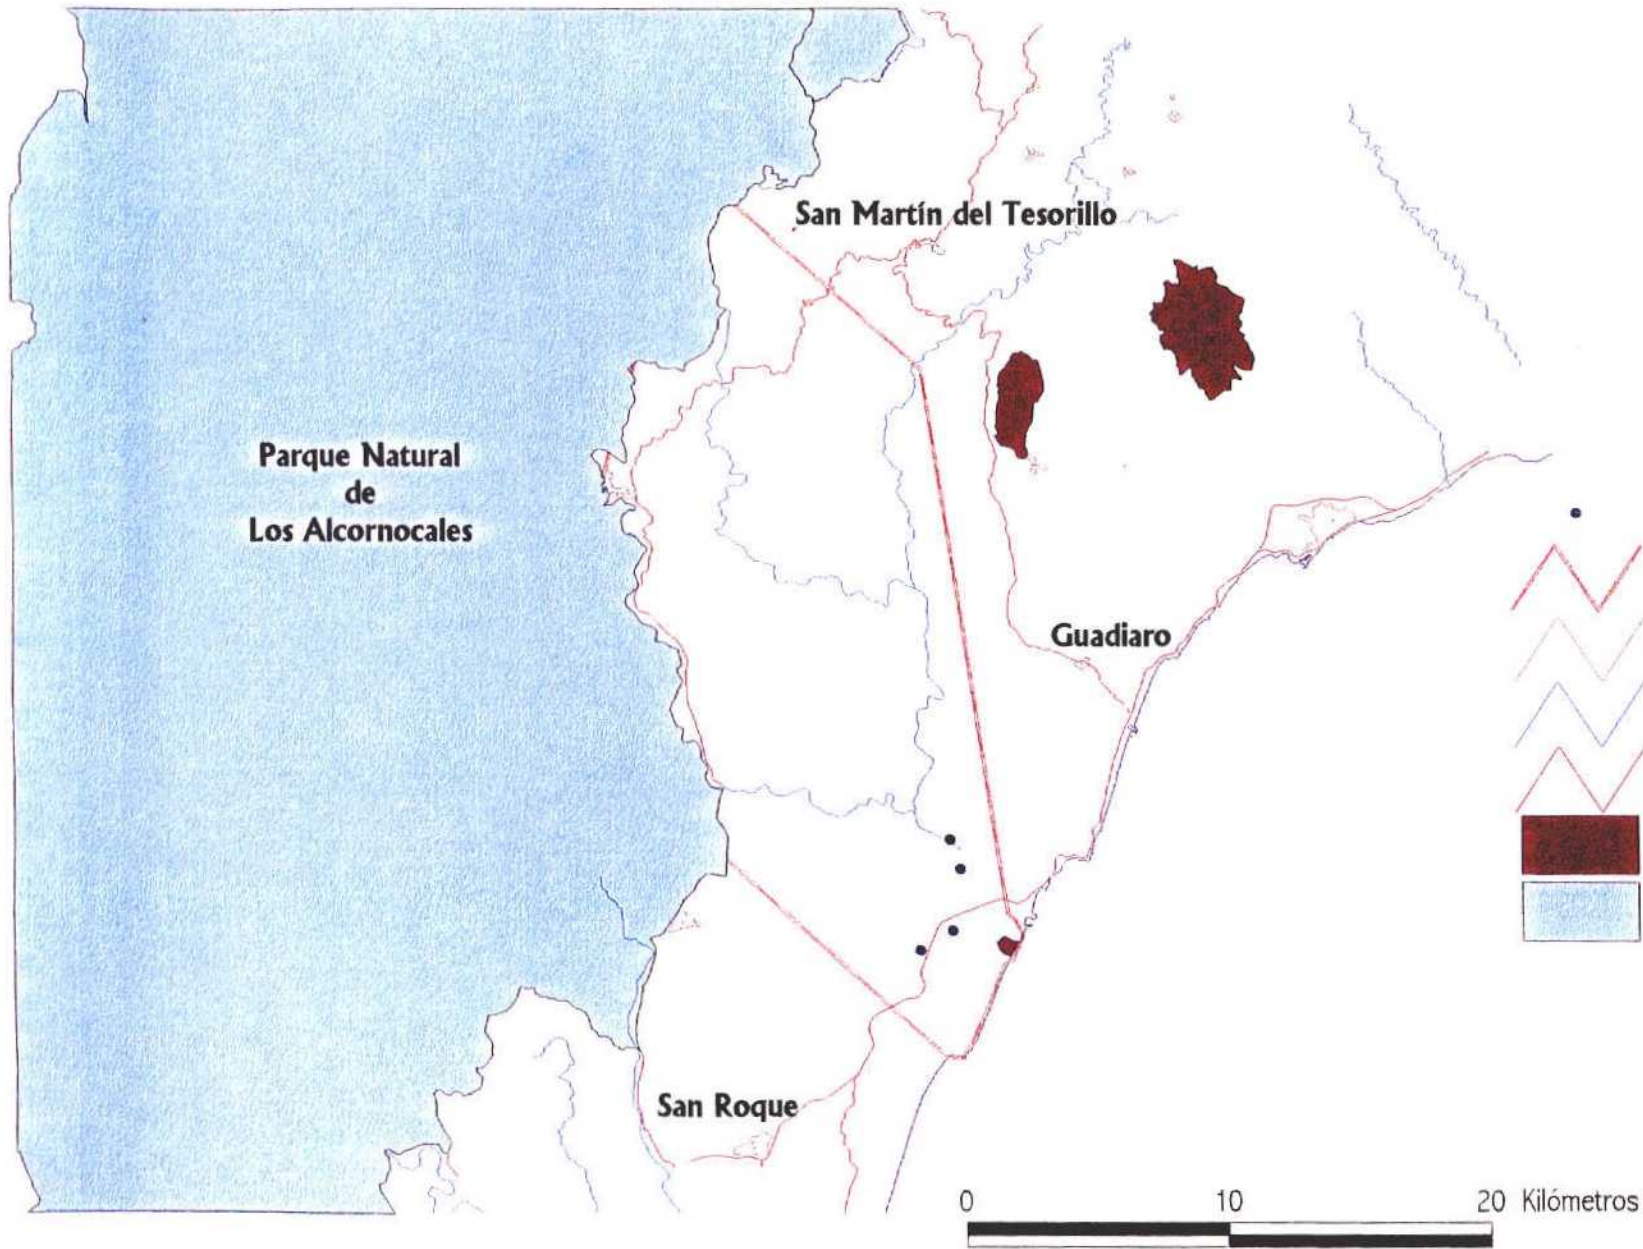 San Martín del Tesorillo
Parque Natural
de
Los Alcornocales
Guadiaro
San Roque
0 10 20 Kilómetros